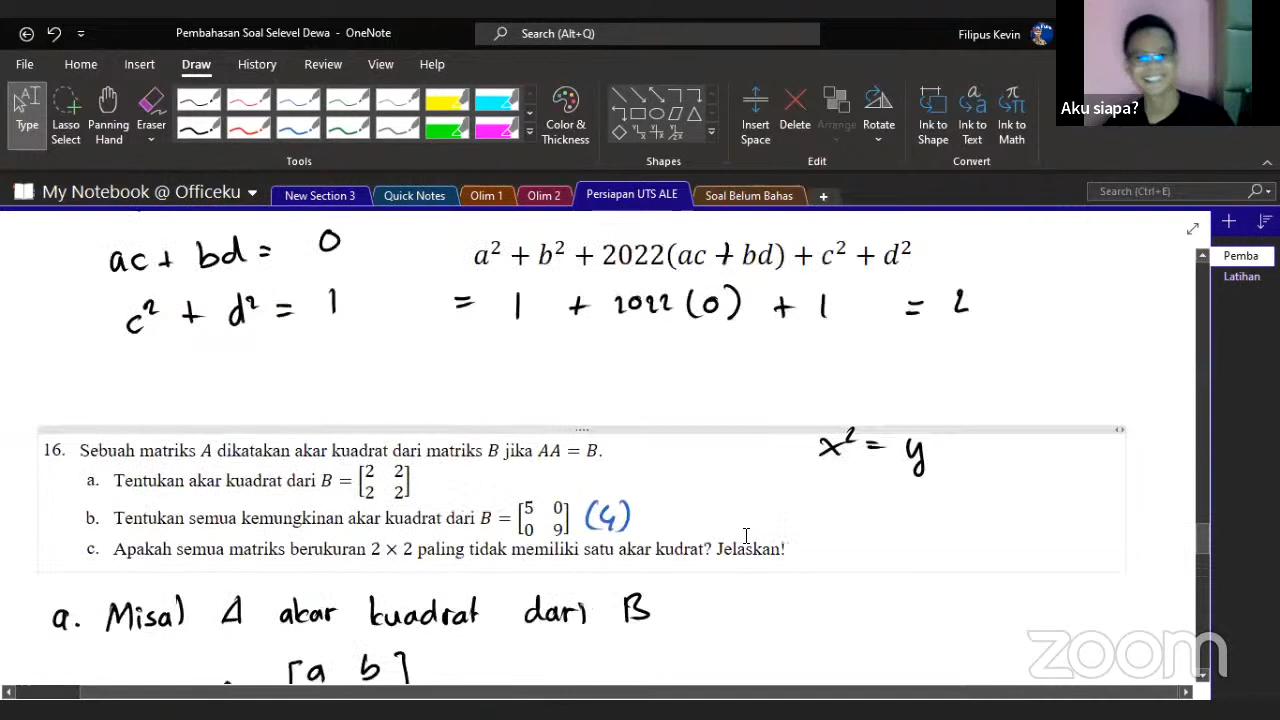 Pembahasan Soal Selevel Dewa - OneNote
Search (Alt+Q)
Filipus Kevin
File Home Insert Draw History Review View Help
Aku siapa?
Type
Lasso Select
Panning Hand
Eraser
Color & Thickness
Insert Space
Delete
Arrange
Rotate
Ink to Shape
Ink to Text
Ink to Math
Tools
Shapes
Edit
Convert
My Notebook @ Officeku
New Section 3
Quick Notes
Olim 1
Olim 2
Persiapan UTS ALE
Soal Belum Bahas
Search (Ctrl+E)
Pemba
Latihan
ac + bd = 0
a² + b² + 2022(ac + bd) + c² + d²
c² + d² = 1
= 1 + 2022 (0) + 1 = 2
x² = y
16. Sebuah matriks A dikatakan akar kuadrat dari matriks B jika AA = B.
a. Tentukan akar kuadrat dari B = [2 2 2 2]
b. Tentukan semua kemungkinan akar kuadrat dari B = [5 0 0 9] (4)
c. Apakah semua matriks berukuran 2 × 2 paling tidak memiliki satu akar kudrat? Jelaskan!
a. Misal A akar kuadrat dari B
[a b]
zoom